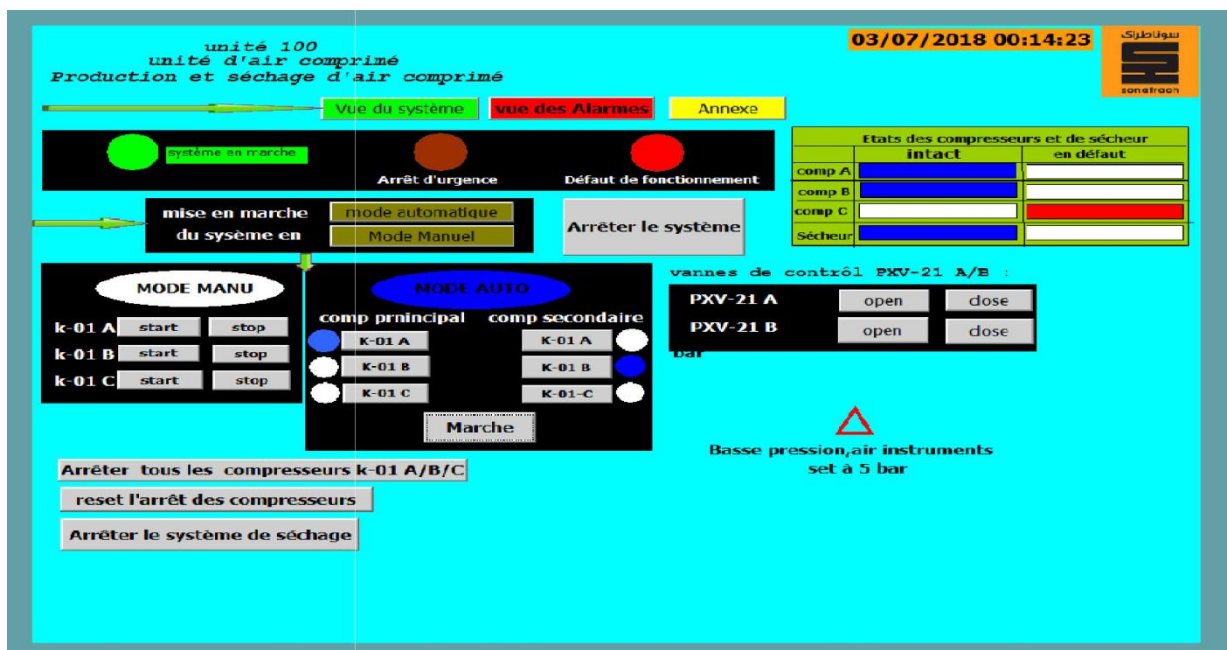 unité 100
unité d'air comprimé
Production et séchage d'air comprimé
03/07/2018 00:14:23
سوناطراك
sonatrach
Vue du système
vue des Alarmes
Annexe
système en marche
Arrêt d'urgence
Défaut de fonctionnement
Etats des compresseurs et de sécheur
intact
en défaut
comp A
comp B
comp C
Sécheur
mise en marche
du sysème en
mode automatique
Mode Manuel
Arrêter le système
MODE MANU
k-01 A start stop
k-01 B start stop
k-01 C start stop
MODE AUTO
comp prnincipal comp secondaire
K-01 A K-01 A
K-01 B K-01 B
K-01 C K-01-C
Marche
vannes de contrôl PXV-21 A/B :
PXV-21 A open close
PXV-21 B open close
bar
Basse pression,air instruments
set à 5 bar
Arrêter tous les compresseurs k-01 A/B/C
reset l'arrêt des compresseurs
Arrêter le système de séchage